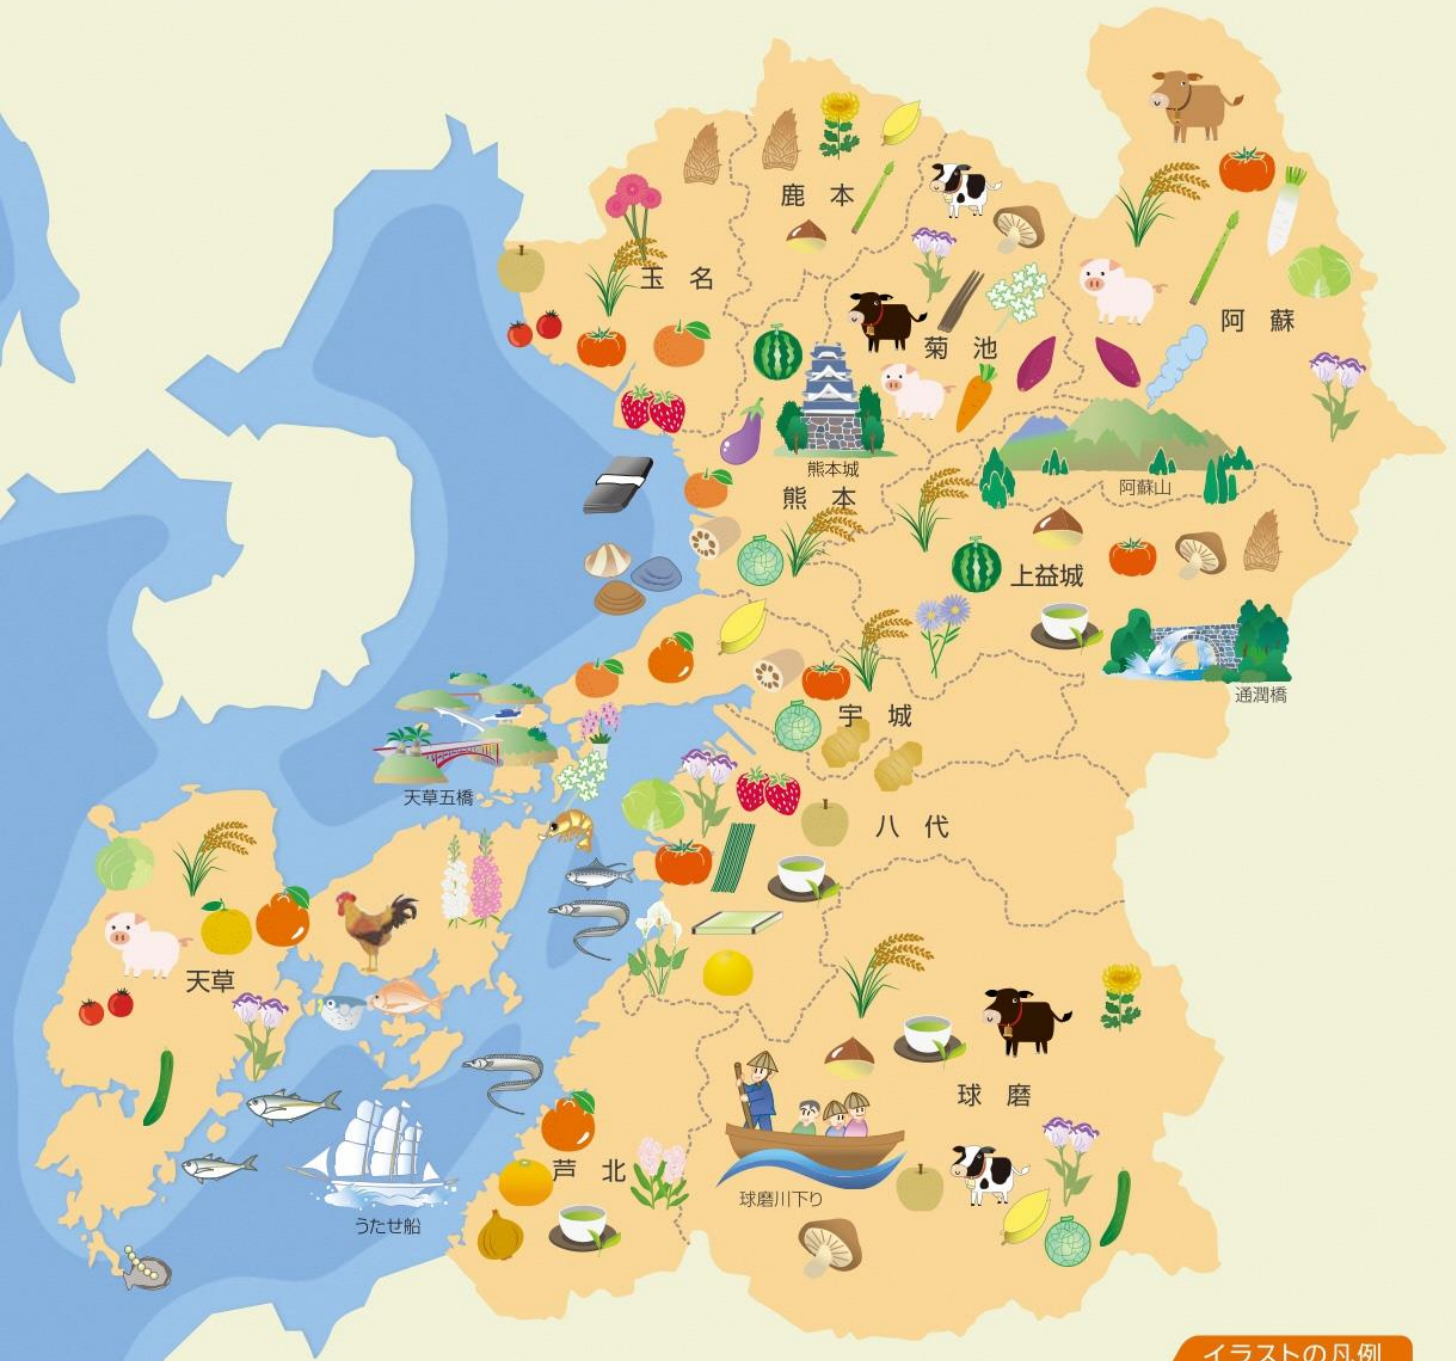 鹿本
玉名
菊池
阿蘇
熊本城
熊本
阿蘇山
上益城
通潤橋
宇城
天草五橋
八代
天草
球磨
芦北
球磨川下り
うたせ船
イラストの凡例